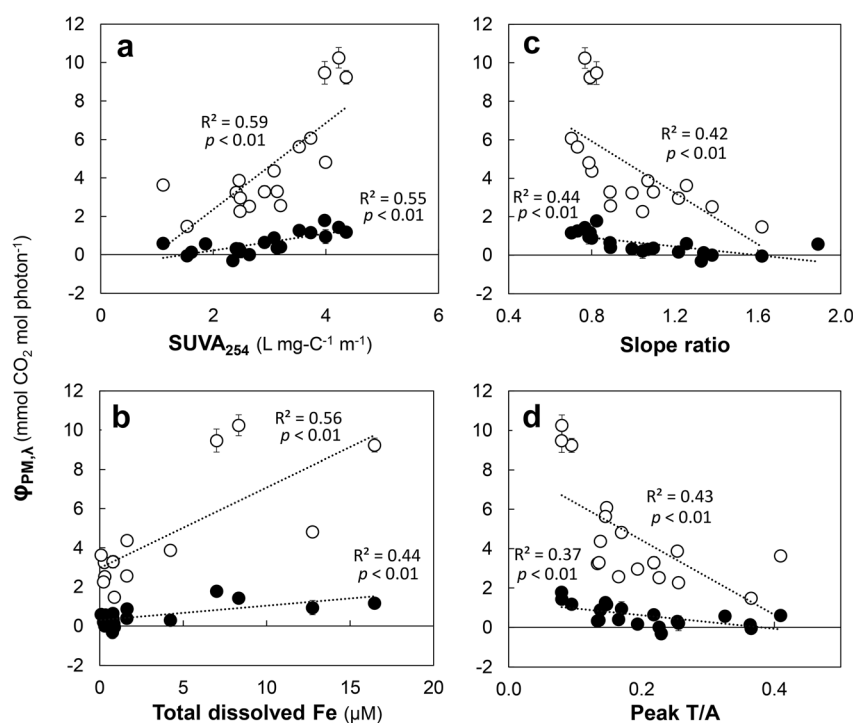 a
12
10
8
6
4
2
0
-2
R² = 0.59
p < 0.01
R² = 0.55
p < 0.01
0 2 4 6
SUVA₂₅₄ (L mg-C⁻¹ m⁻¹)
c
12
10
8
6
4
2
0
-2
R² = 0.42
p < 0.01
R² = 0.44
p < 0.01
0.4 0.8 1.2 1.6 2.0
Slope ratio
φPM,λ (mmol CO₂ mol photon⁻¹)
b
12
10
8
6
4
2
0
-2
R² = 0.56
p < 0.01
R² = 0.44
p < 0.01
0 5 10 15 20
Total dissolved Fe (µM)
d
12
10
8
6
4
2
0
-2
R² = 0.43
p < 0.01
R² = 0.37
p < 0.01
0.0 0.2 0.4
Peak T/A